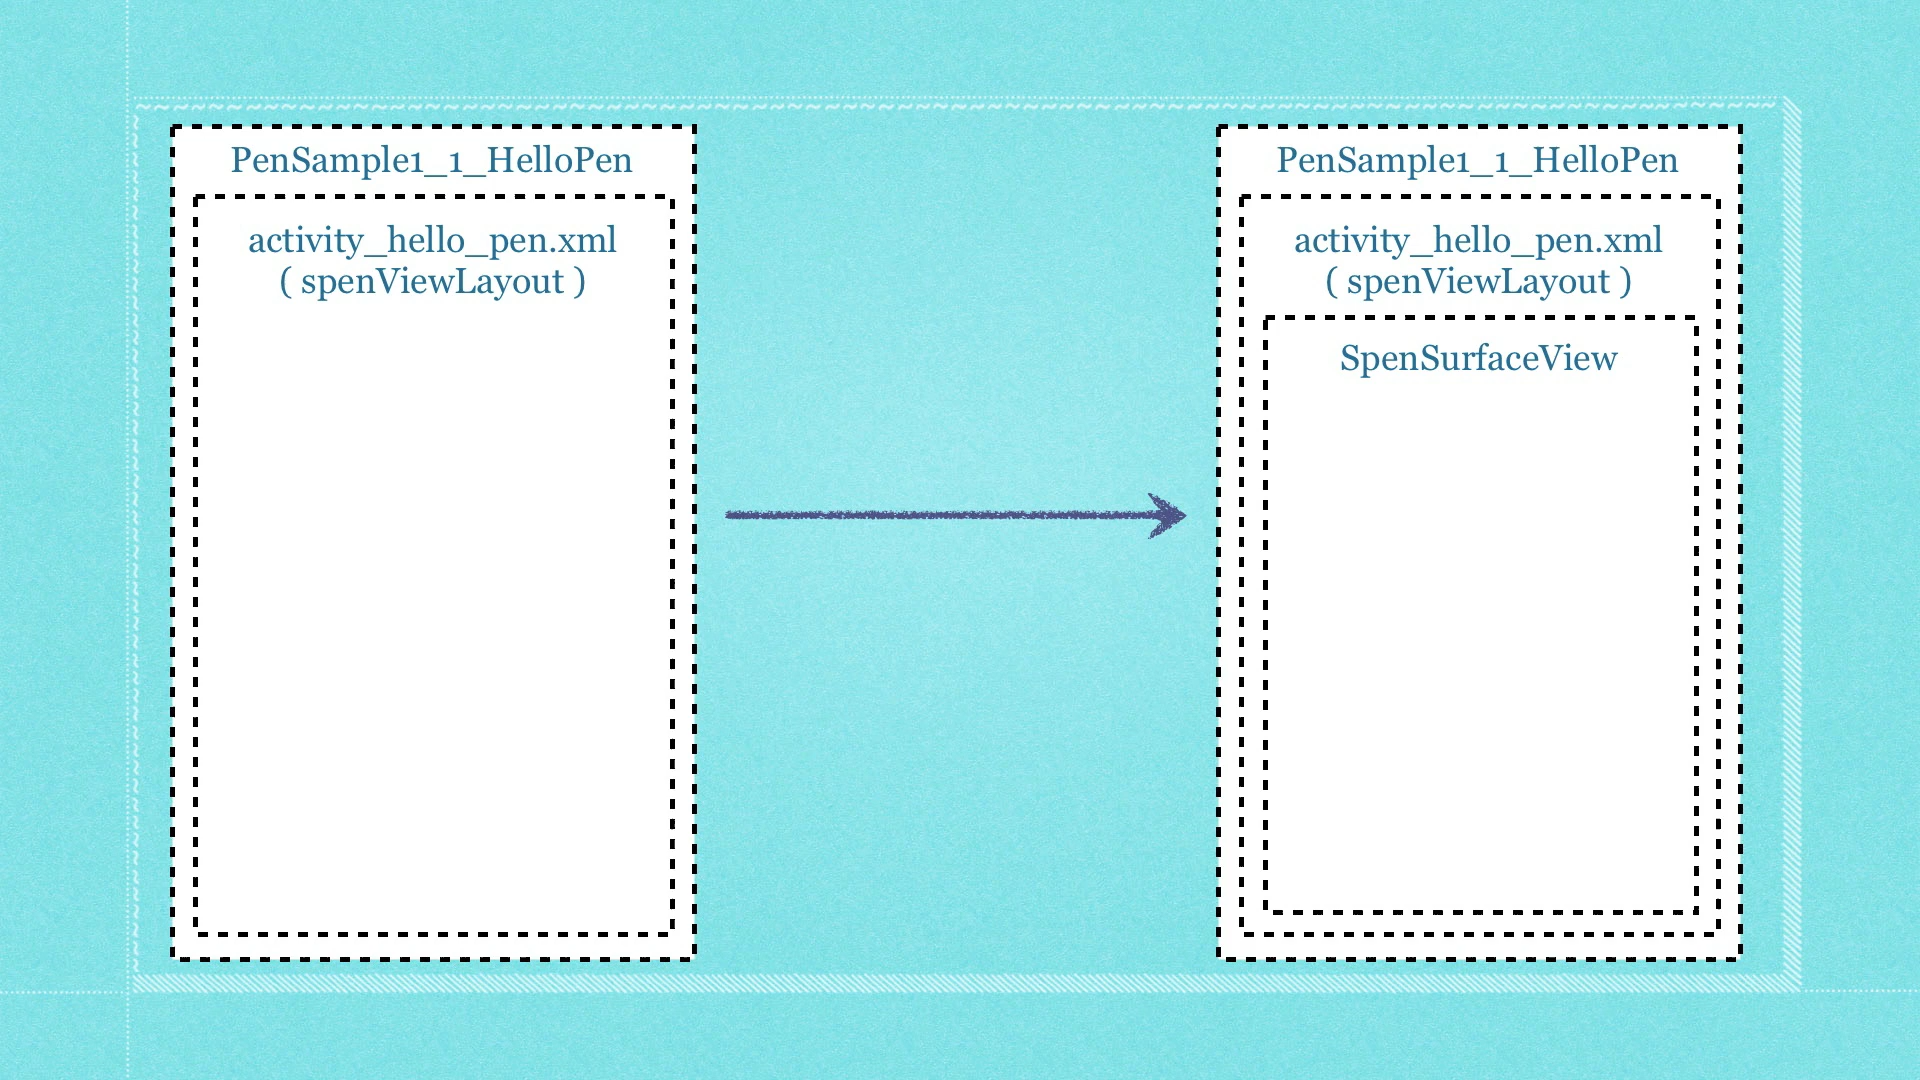 PenSample1_1_HelloPen
activity_hello_pen.xml
( spenViewLayout )
PenSample1_1_HelloPen
activity_hello_pen.xml
( spenViewLayout )
SpenSurfaceView